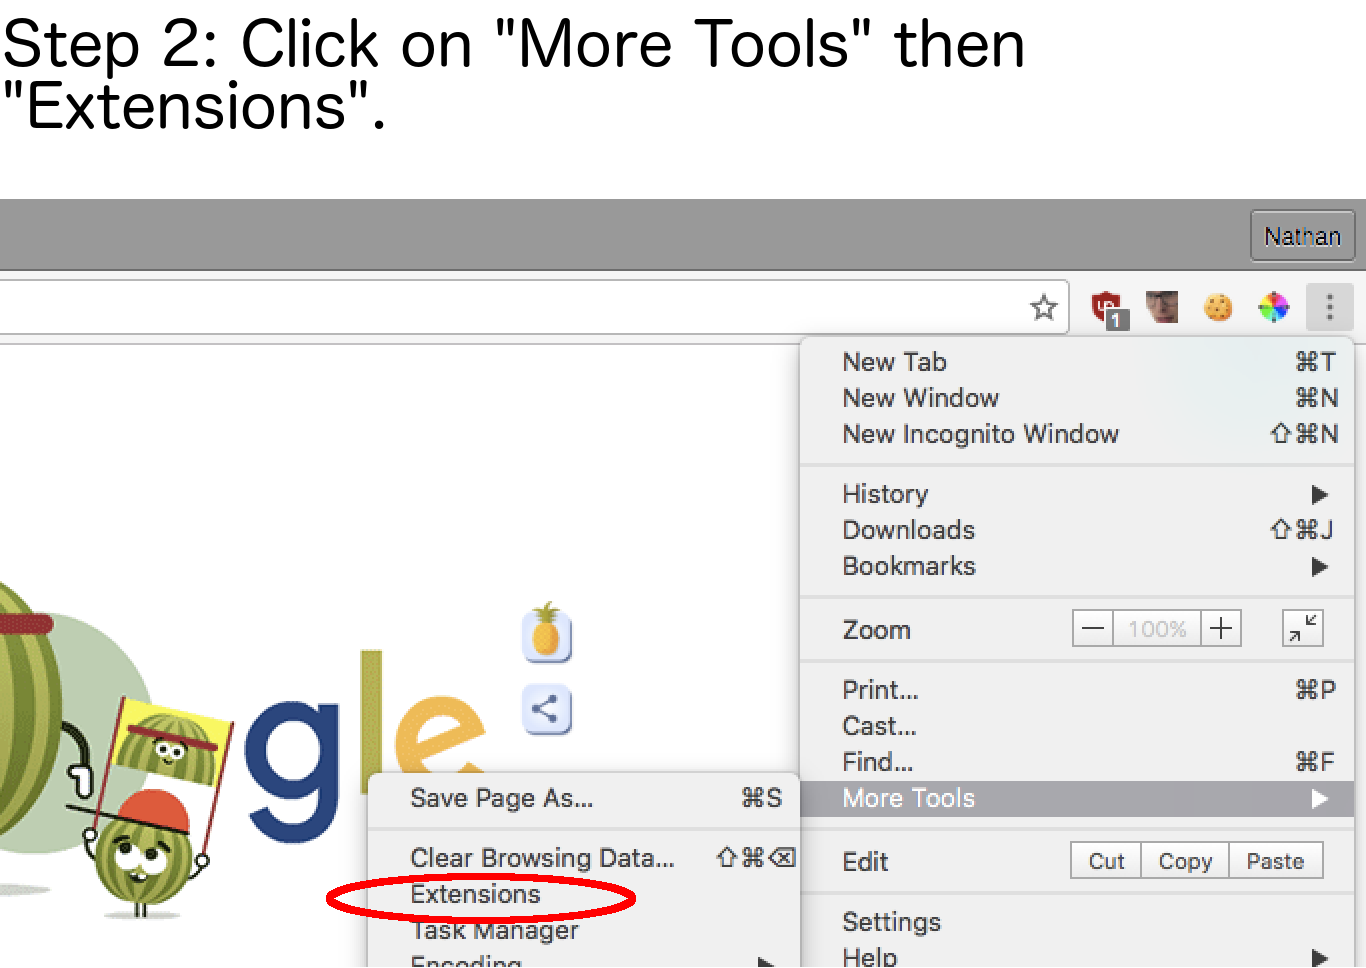 Step 2: Click on "More Tools" then
"Extensions".
Nathan
1
New Tab ⌘T
New Window ⌘N
New Incognito Window ⇧⌘N
History ▶
Downloads ⇧⌘J
Bookmarks ▶
Zoom − 100% +
Print... ⌘P
Cast...
Find... ⌘F
More Tools ▶
Edit Cut Copy Paste
Settings
Help ▶
gle
Save Page As... ⌘S
Clear Browsing Data... ⇧⌘⌫
Extensions
Task Manager
Encoding ▶